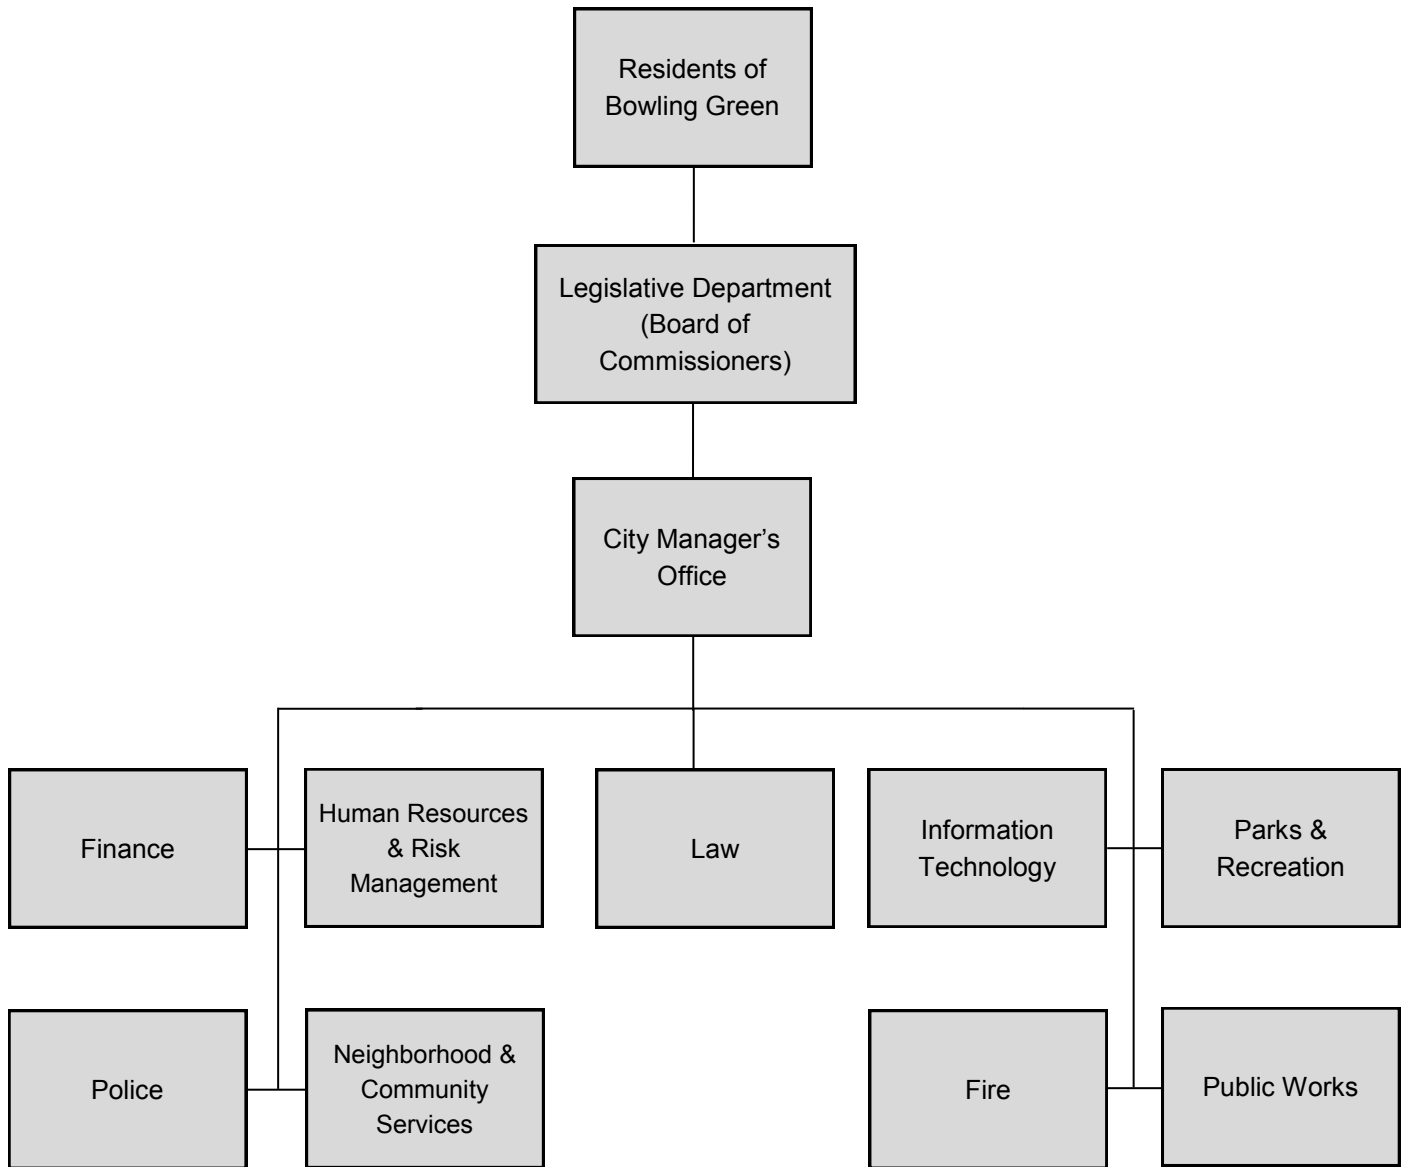 Residents of
Bowling Green
Legislative Department
(Board of
Commissioners)
City Manager’s
Office
Finance
Human Resources
& Risk
Management
Law
Information
Technology
Parks &
Recreation
Police
Neighborhood &
Community
Services
Fire
Public Works